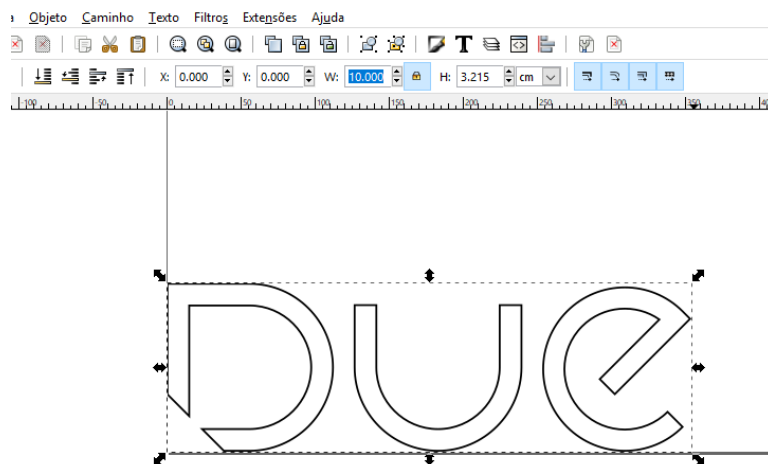 a Objeto Caminho Texto Filtros Extensões Ajuda
X: 0.000 Y: 0.000 W: 10.000 H: 3.215 cm
-100 -50 0 50 100 150 200 250 300 350
Due